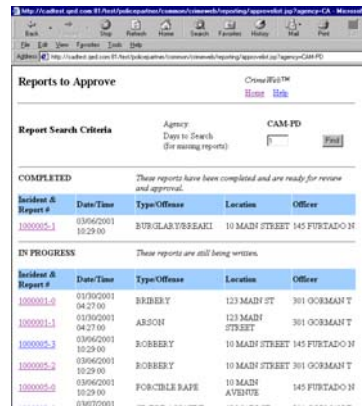 Back Stop Refresh Home Search Favorites History Mail Print
File Edit View Favorites Tools Help
Reports to Approve
CrimeWeb™
Home Help
Report Search Criteria
Agency: CAM-PD
Days to Search
(for missing reports):
Find
COMPLETED These reports have been completed and are ready for review
and approval.
Incident & Report # Date/Time Type/Offense Location Officer
1000005-1 03/06/2001 10:29:00 BURGLARY/BREAKI 10 MAIN STREET 145 FURTADO N
IN PROGRESS These reports are still being written.
Incident & Report # Date/Time Type/Offense Location Officer
1000001-0 01/30/2001 04:27:00 BRIBERY 123 MAIN ST 301 GORMAN T
1000001-1 01/30/2001 04:27:00 ARSON 123 MAIN STREET 301 GORMAN T
1000005-3 03/06/2001 10:29:00 ROBBERY 10 MAIN STREET 145 FURTADO N
1000005-2 03/06/2001 10:29:00 ROBBERY 10 MAIN STREET 301 GORMAN T
1000005-0 03/06/2001 10:29:00 FORCIBLE RAPE 10 MAIN AVENUE 145 FURTADO N